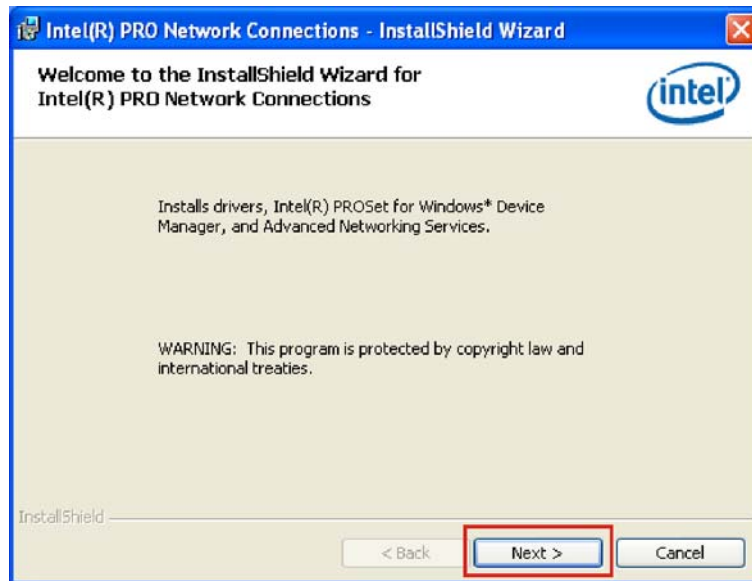 Intel(R) PRO Network Connections - InstallShield Wizard
Welcome to the InstallShield Wizard for
Intel(R) PRO Network Connections
intel
Installs drivers, Intel(R) PROSet for Windows* Device
Manager, and Advanced Networking Services.
WARNING: This program is protected by copyright law and
international treaties.
InstallShield
< Back
Next >
Cancel